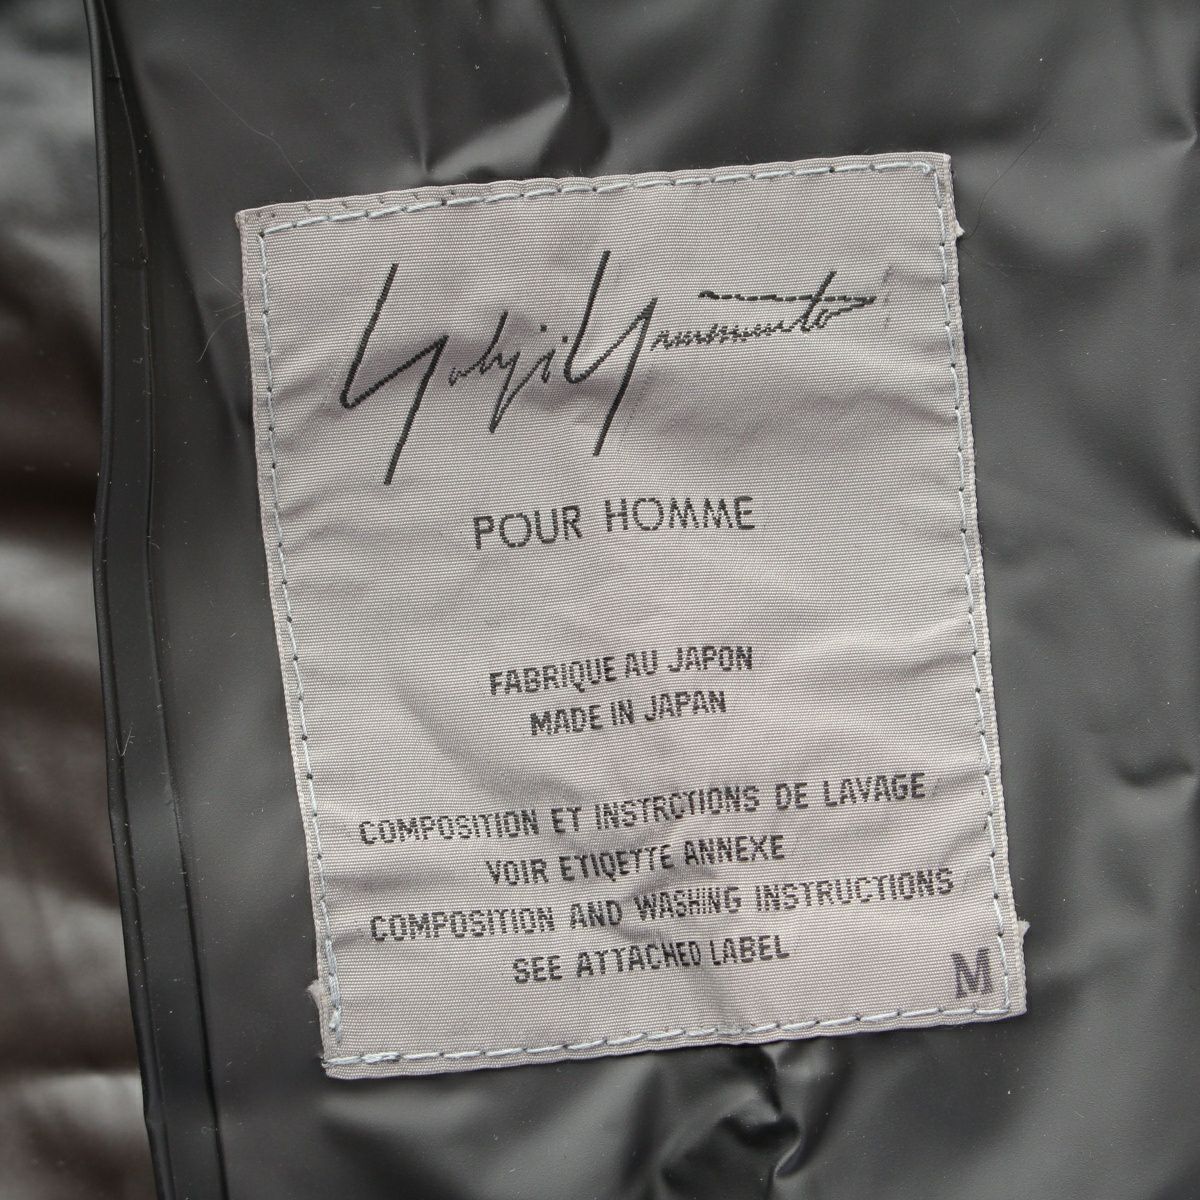 Yohji Yamamoto
POUR HOMME
FABRIQUE AU JAPON
MADE IN JAPAN
COMPOSITION ET INSTRCTIONS DE LAVAGE
VOIR ETIQETTE ANNEXE
COMPOSITION AND WASHING INSTRUCTIONS
SEE ATTACHED LABEL
M